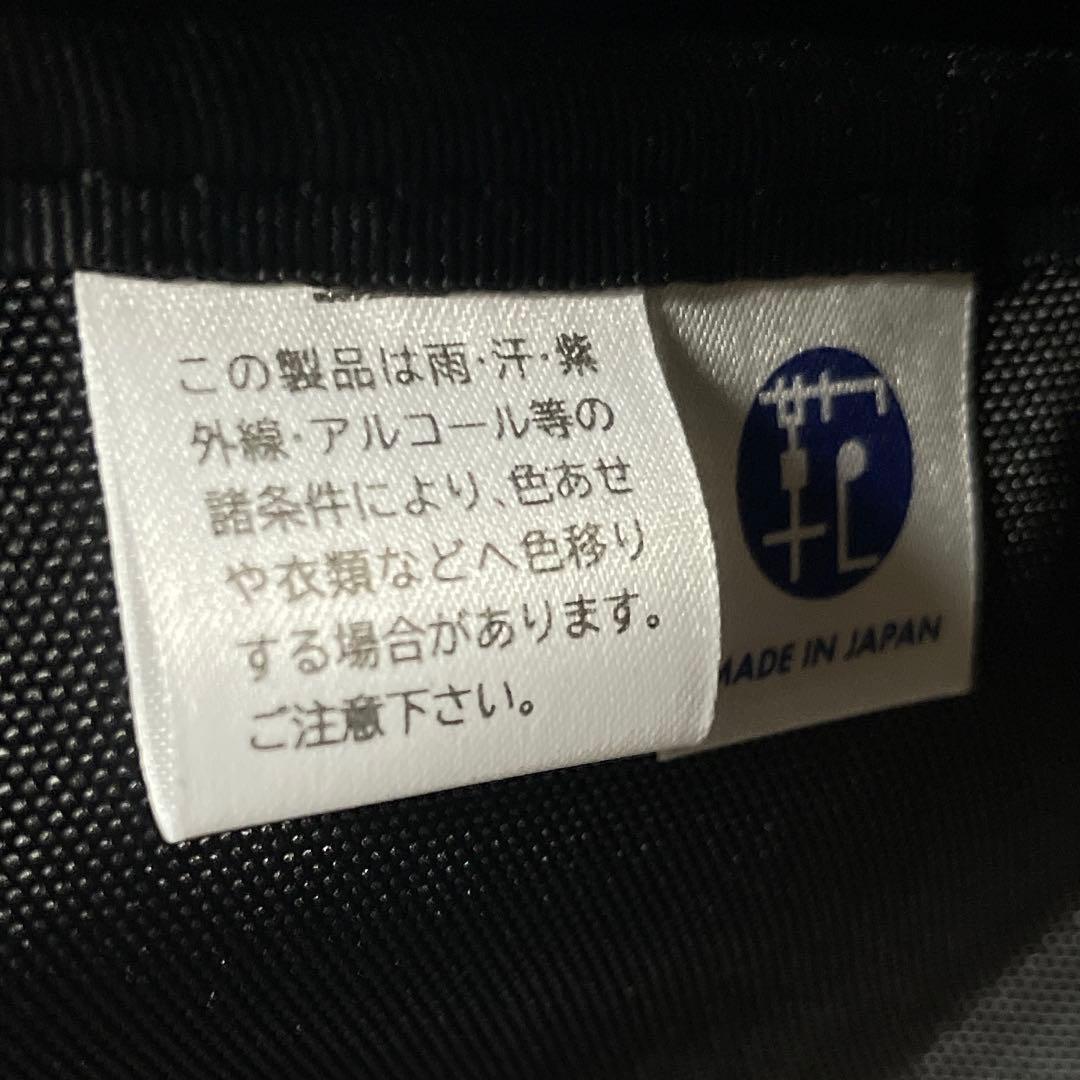 この製品は雨・汗・紫
外線・アルコール等の
諸条件により、色あせ
や衣類などへ色移り
する場合があります。
ご注意下さい。
MADE IN JAPAN